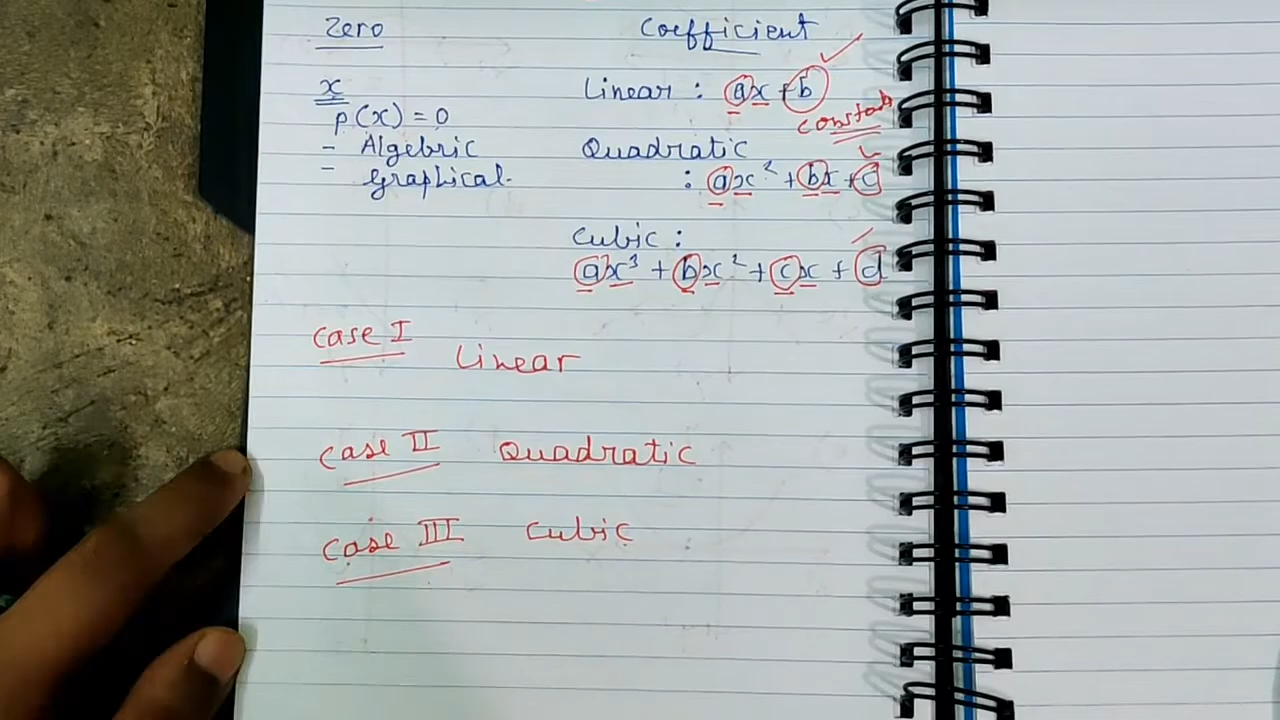 Zero
Coefficient
x
Linear : ax + b
p(x) = 0
constant
- Algebric
Quadratic
- Graphical.
: ax² + bx + c
Cubic :
ax³ + bx² + cx + d
Case I Linear
Case II Quadratic
Case III Cubic